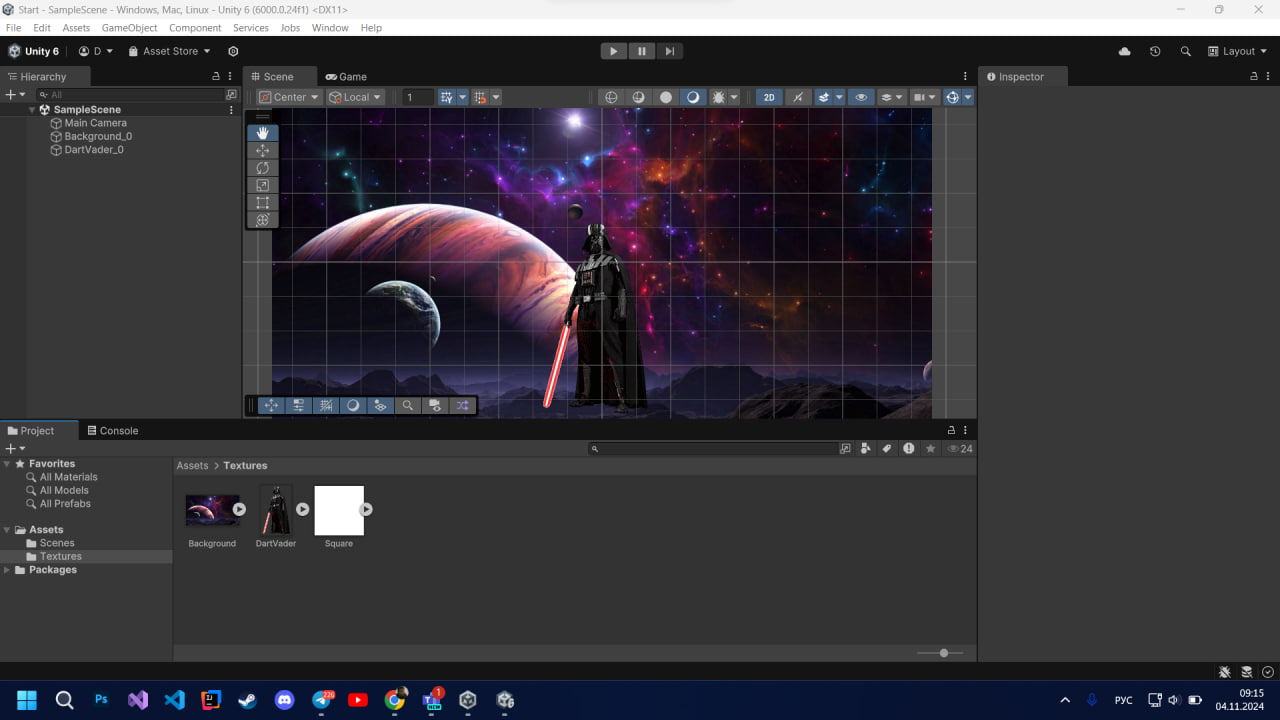 Start - SampleScene - Windows, Mac, Linux - Unity 6 (6000.0.24f1) <DX11>
File Edit Assets GameObject Component Services Jobs Window Help
Unity 6 D Asset Store Layout
Hierarchy
All
SampleScene
Main Camera
Background_0
DartVader_0
Scene Game
Center Local 1 2D
Inspector
Project Console
24
Favorites
All Materials
All Models
All Prefabs
Assets
Scenes
Textures
Packages
Assets > Textures
Background DartVader Square
Ps 226 1 РУС
09:15
04.11.2024